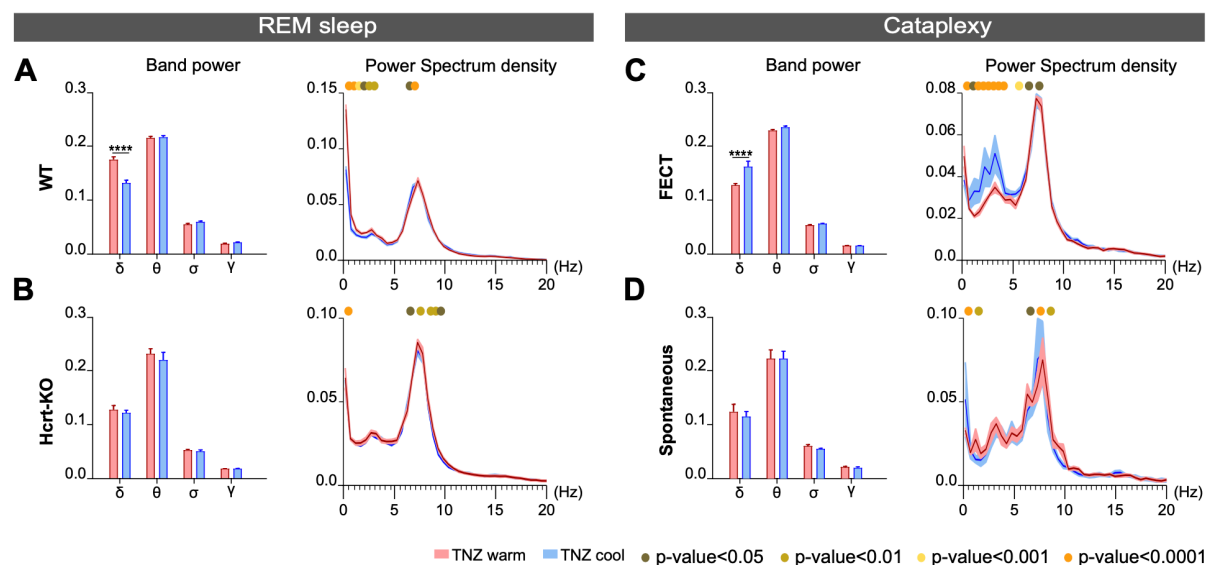 REM sleep
Cataplexy
A
Band power
Power Spectrum density
WT
0.3
0.2
0.1
0.0
****
δ
θ
σ
γ
0.15
0.10
0.05
0.00
0
5
10
15
20
(Hz)
C
Band power
Power Spectrum density
FECT
0.3
0.2
0.1
0.0
****
δ
θ
σ
γ
0.08
0.06
0.04
0.02
0.00
0
5
10
15
20
(Hz)
B
Hcrt-KO
0.3
0.2
0.1
0.0
δ
θ
σ
γ
0.10
0.05
0.00
0
5
10
15
20
(Hz)
D
Spontaneous
0.3
0.2
0.1
0.0
δ
θ
σ
γ
0.10
0.05
0.00
0
5
10
15
20
(Hz)
TNZ warm TNZ cool p-value<0.05 p-value<0.01 p-value<0.001 p-value<0.0001